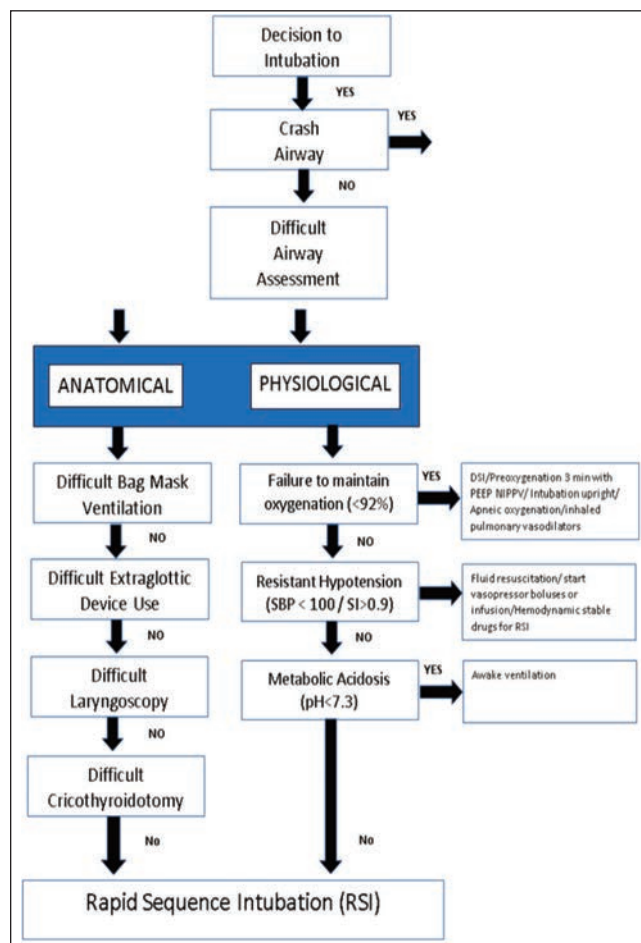 Decision to
Intubation
YES
YES
Crash
Airway
NO
Difficult
Airway
Assessment
ANATOMICAL
PHYSIOLOGICAL
Difficult Bag Mask
Ventilation
NO
Difficult Extraglottic
Device Use
NO
Difficult
Laryngoscopy
NO
Difficult
Cricothyroidotomy
No
Failure to maintain
oxygenation (<92%)
YES
DSI/Preoxygenation 3 min with
PEEP NIPPV/ Intubation upright/
Apneic oxygenation/inhaled
pulmonary vasodilators
NO
Resistant Hypotension
(SBP < 100 / SI>0.9)
Fluid resuscitation/ start
vasopressor boluses or
infusion/Hemodynamic stable
drugs for RSI
NO
Metabolic Acidosis
(pH<7.3)
YES
Awake ventilation
No
Rapid Sequence Intubation (RSI)